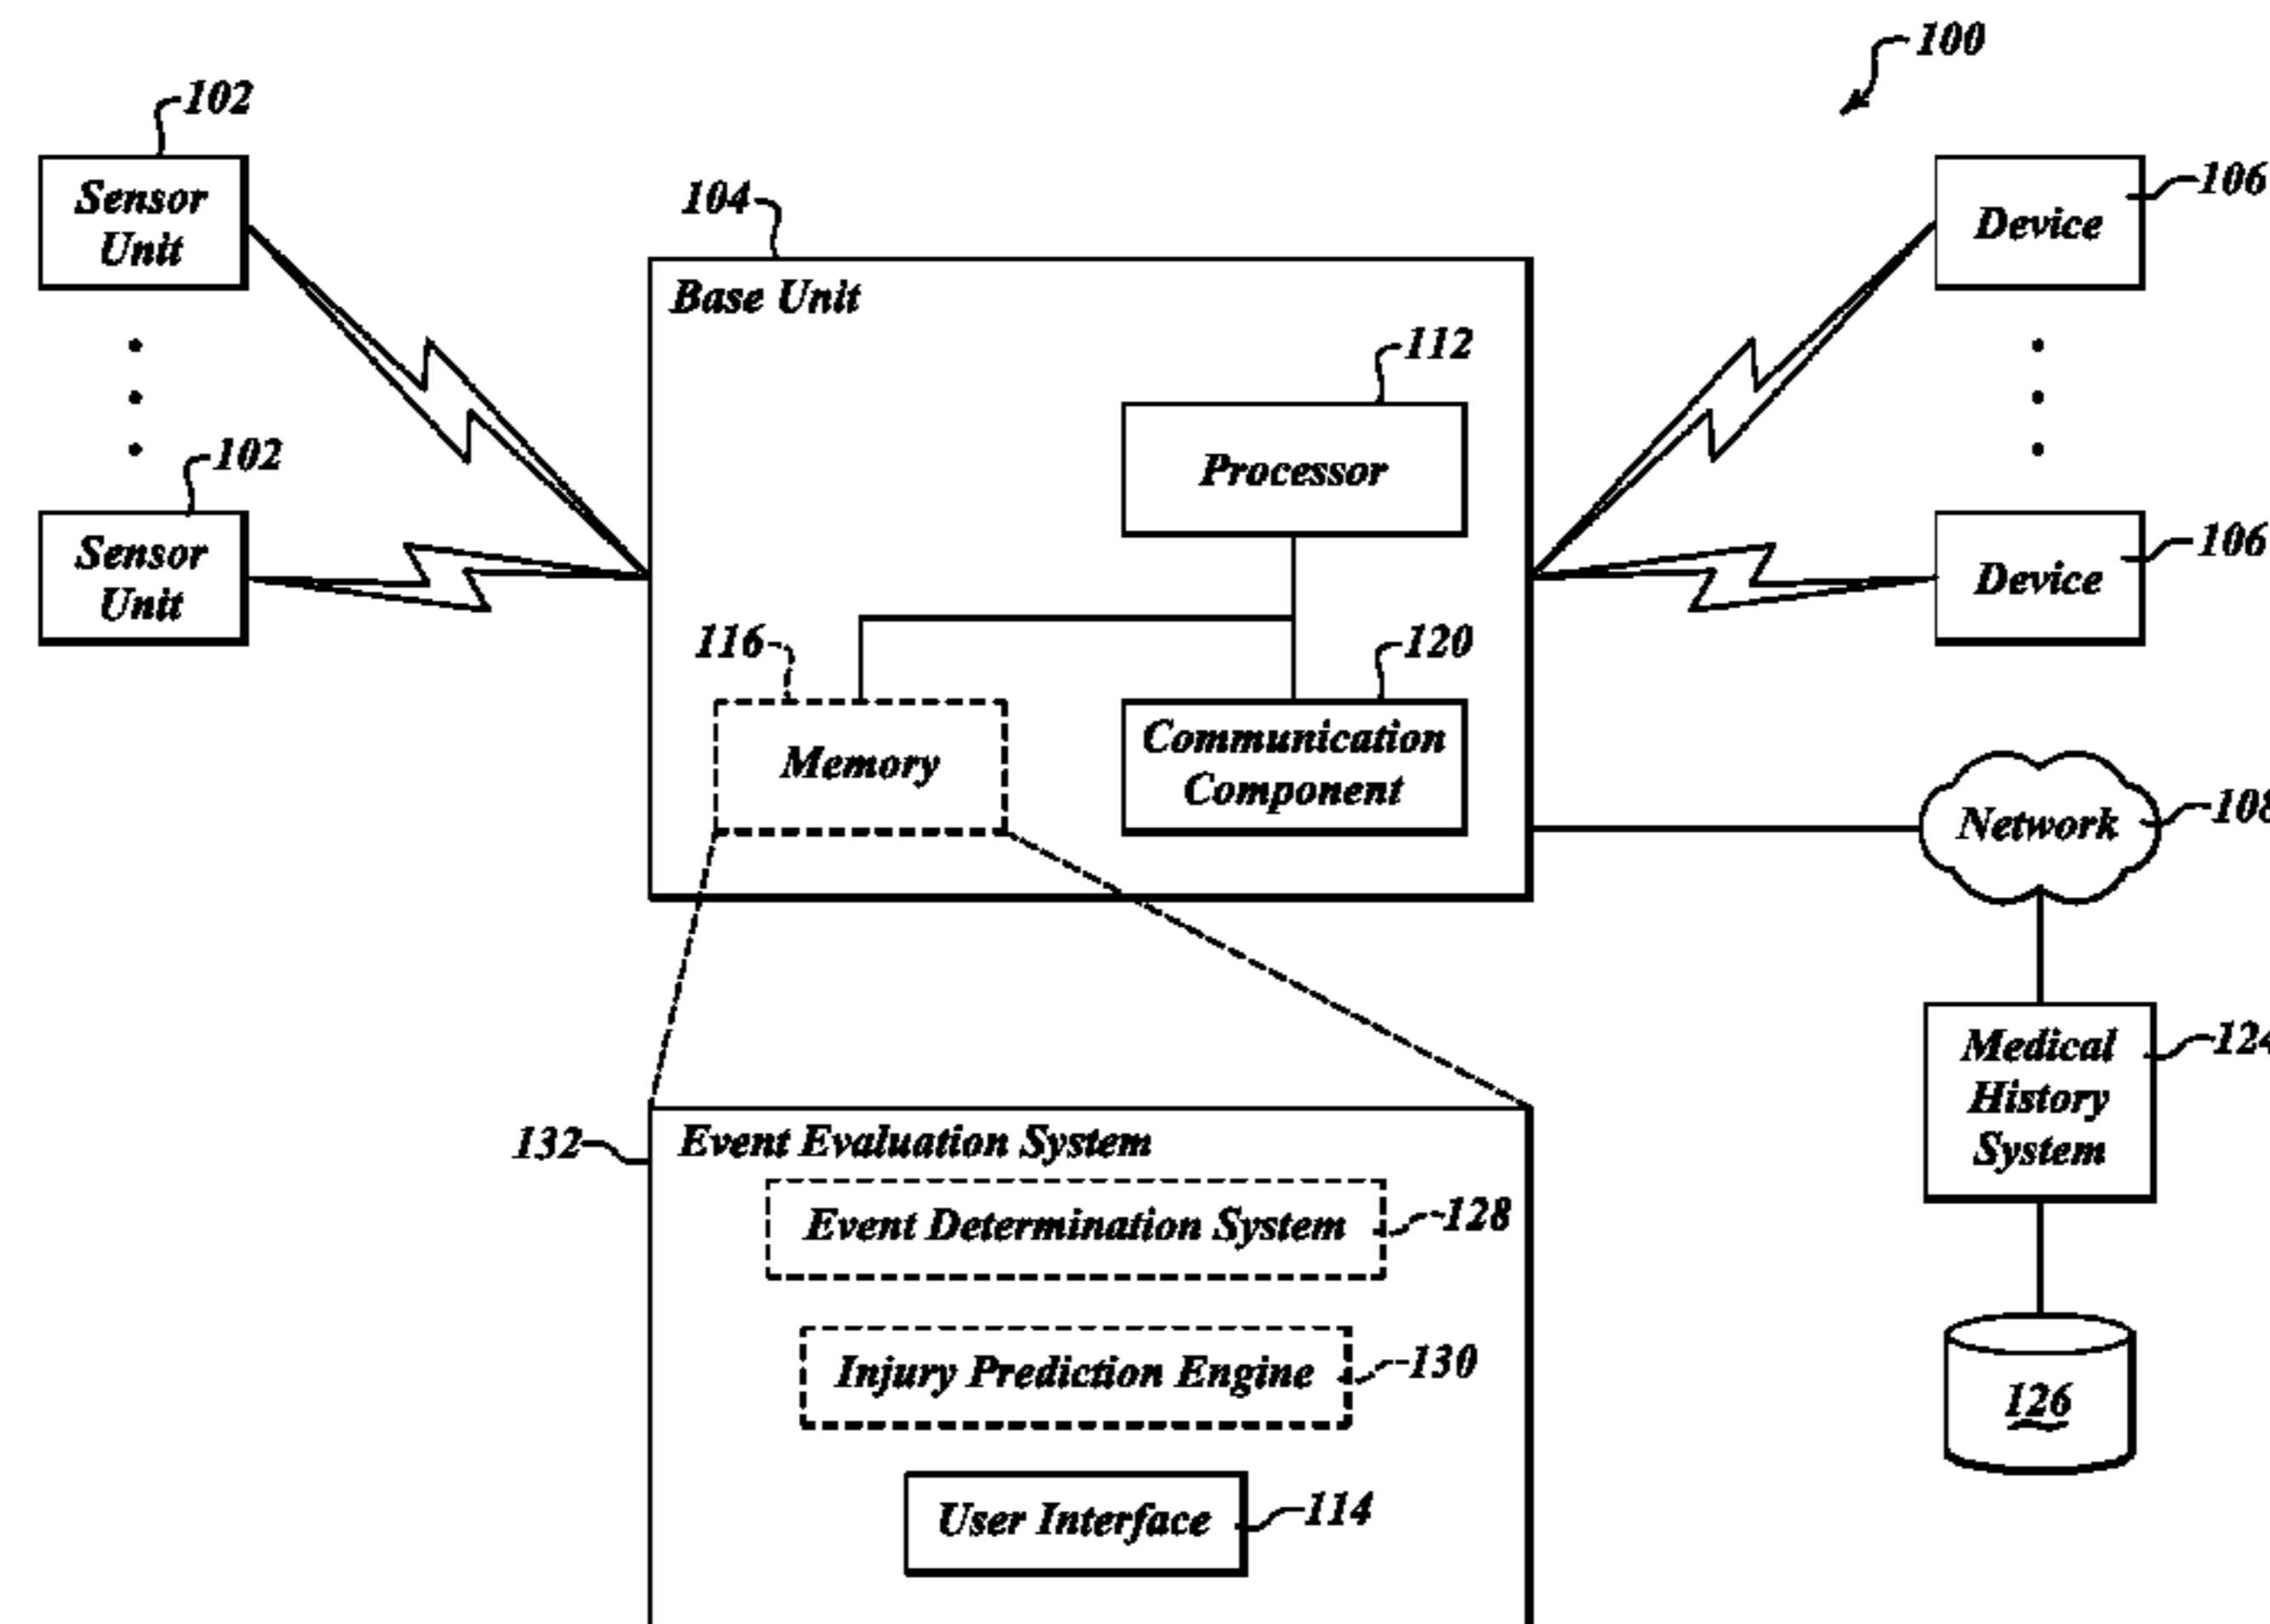 100
102
Sensor
Unit
102
Sensor
Unit
104
Base Unit
112
Processor
116
Memory
120
Communication
Component
106
Device
106
Device
Network
108
Medical
History
System
124
126
132
Event Evaluation System
Event Determination System
128
Injury Prediction Engine
130
User Interface
114